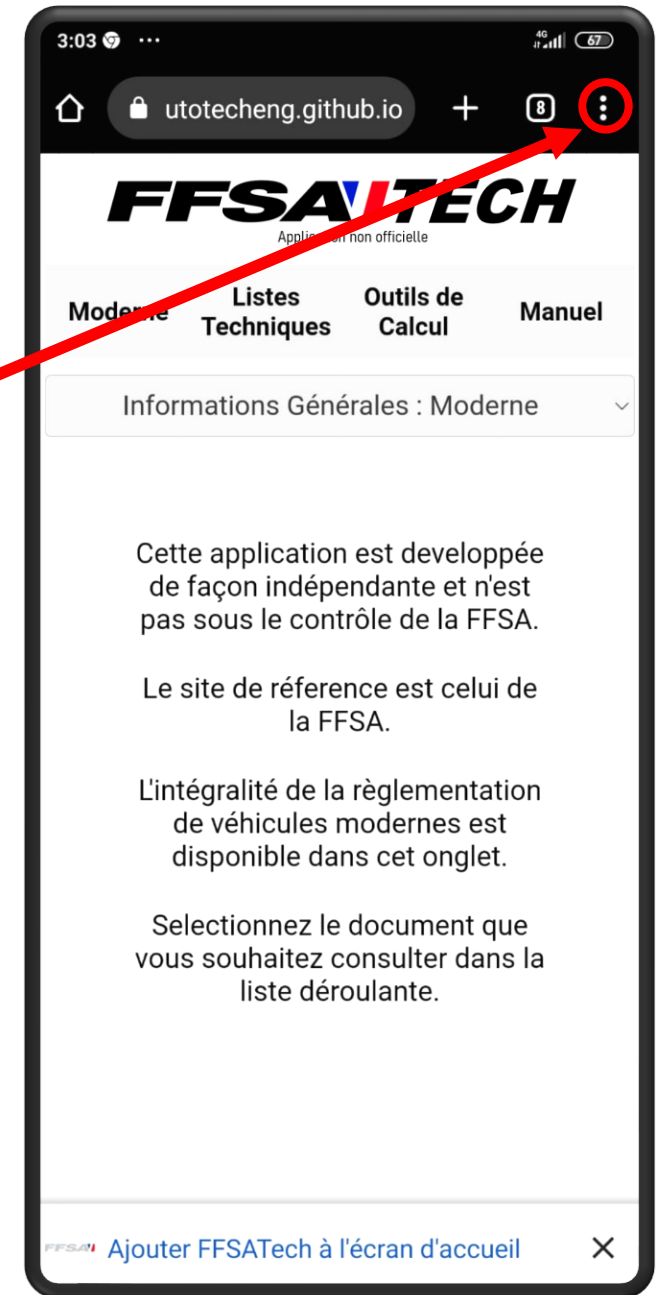 3:03 ··· 4G 67
utotecheng.github.io + 8
FFSATECH
Application non officielle
Moderne Listes Techniques Outils de Calcul Manuel
Informations Générales : Moderne
Cette application est developpée
de façon indépendante et n'est
pas sous le contrôle de la FFSA.
Le site de réference est celui de
la FFSA.
L'intégralité de la règlementation
de véhicules modernes est
disponible dans cet onglet.
Selectionnez le document que
vous souhaitez consulter dans la
liste déroulante.
FFSA Ajouter FFSATech à l'écran d'accueil